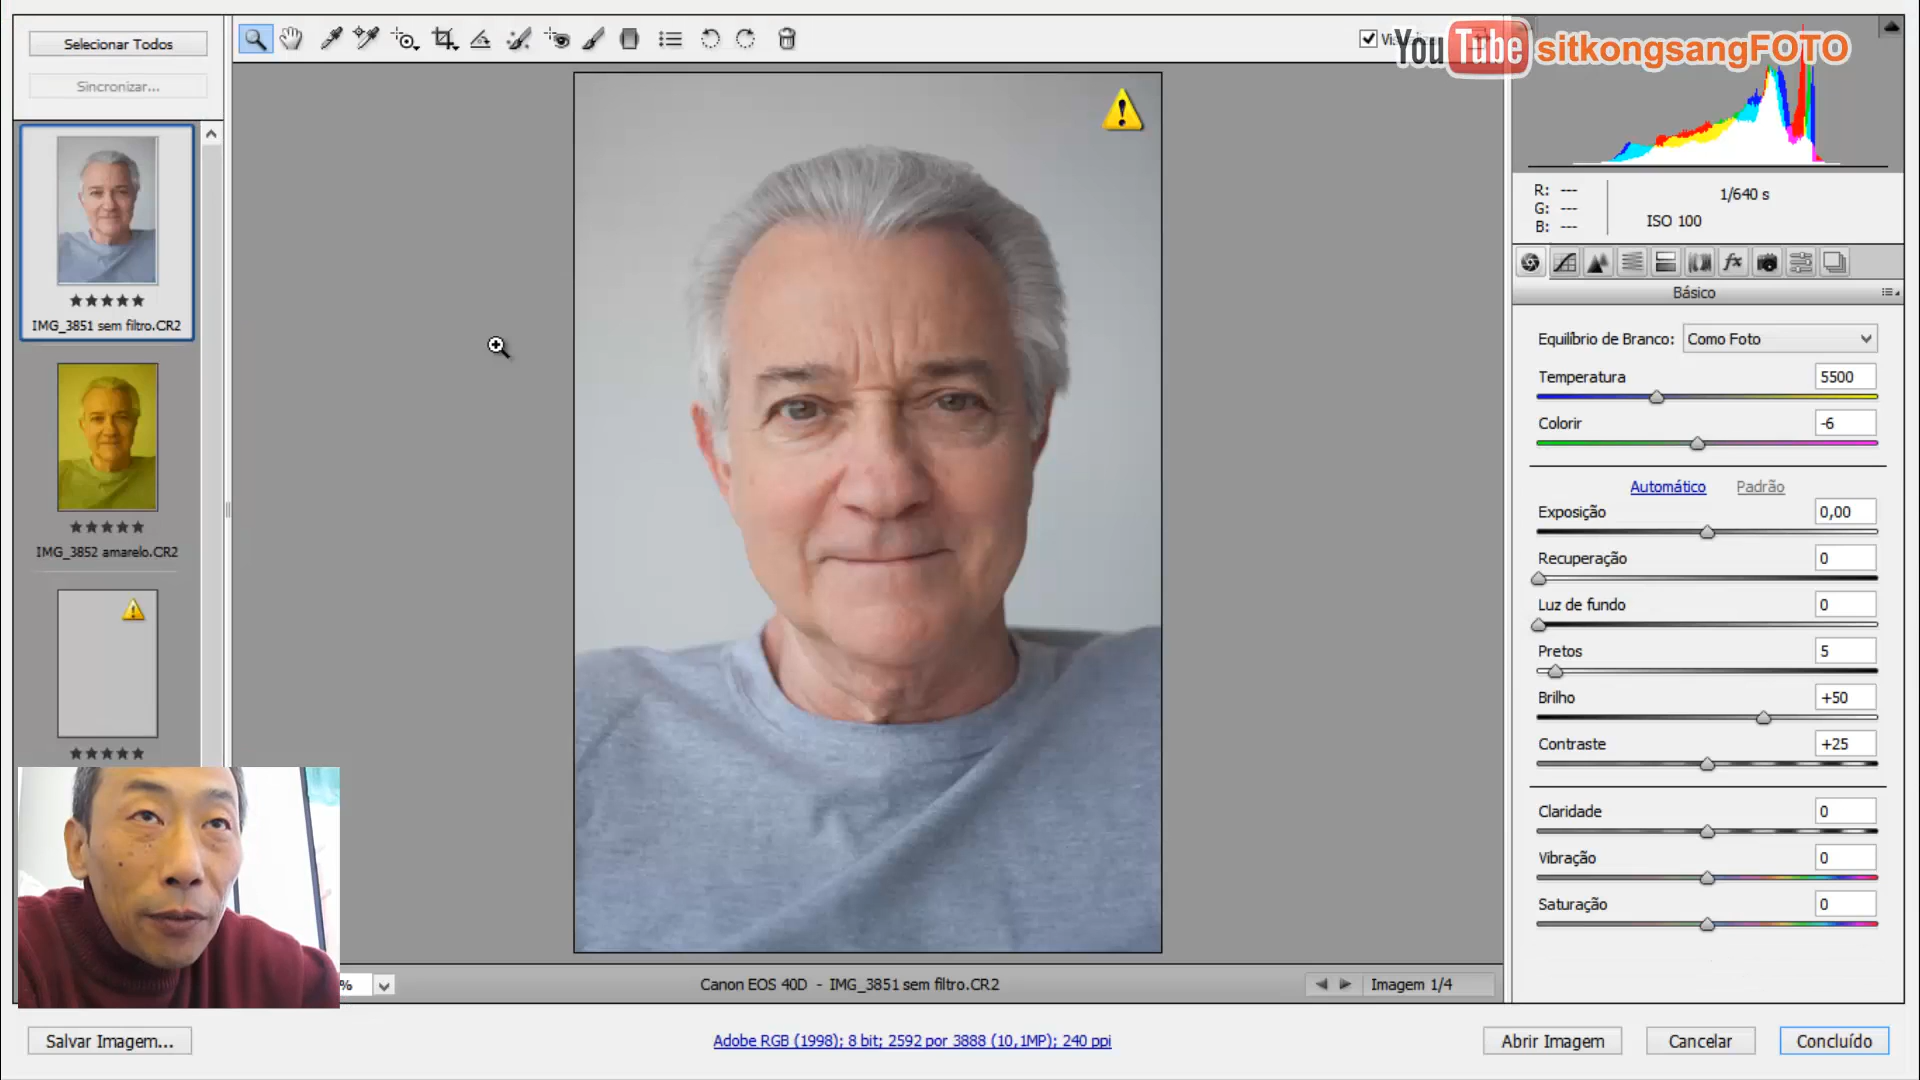 Selecionar Todos
Sincronizar...
IMG_3851 sem filtro.CR2
IMG_3852 amarelo.CR2
You Tube sitkongsangFOTO
R: ---
G: ---
B: ---
1/640 s
ISO 100
Básico
Equilíbrio de Branco: Como Foto
Temperatura 5500
Colorir -6
Automático Padrão
Exposição 0,00
Recuperação 0
Luz de fundo 0
Pretos 5
Brilho +50
Contraste +25
Claridade 0
Vibração 0
Saturação 0
%
Canon EOS 40D - IMG_3851 sem filtro.CR2
Imagem 1/4
Salvar Imagem...
Adobe RGB (1998); 8 bit; 2592 por 3888 (10,1MP); 240 ppi
Abrir Imagem
Cancelar
Concluído